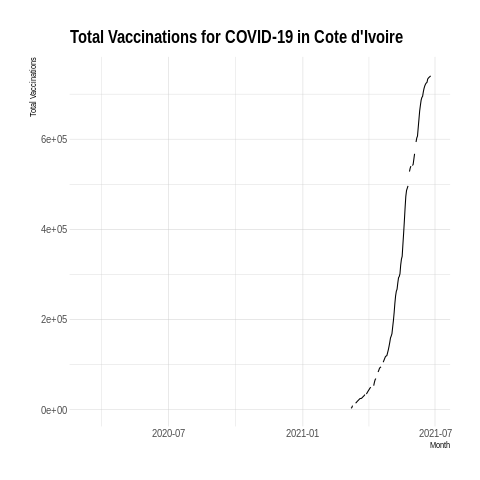 Total Vaccinations for COVID-19 in Cote d'Ivoire
Total Vaccinations
6e+05
4e+05
2e+05
0e+00
2020-07
2021-01
2021-07
Month